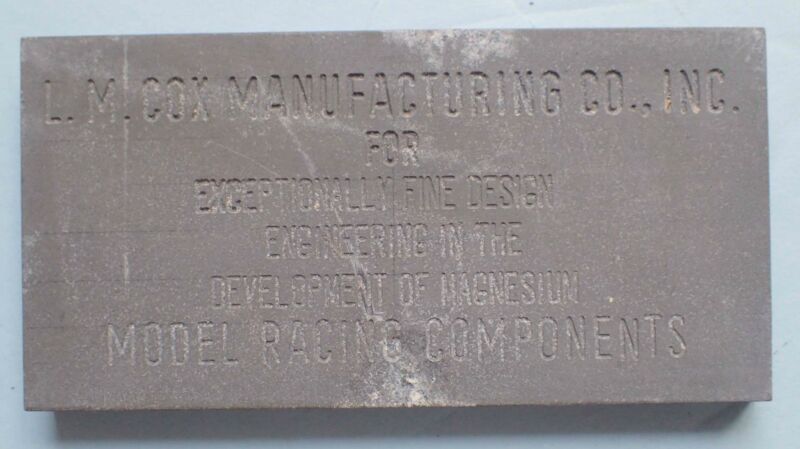 L. M. COX MANUFACTURING CO., INC.
FOR
EXCEPTIONALLY FINE DESIGN
ENGINEERING IN THE
DEVELOPMENT OF MAGNESIUM
MODEL RACING COMPONENTS